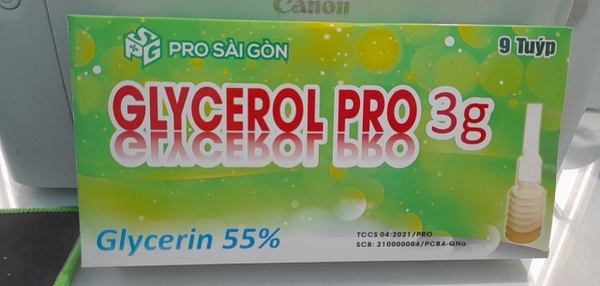 Canon
PRO SÀI GÒN
9 Tuýp
GLYCEROL PRO 3g
Glycerin 55%
TCCS 04:2021/PRO
SCB: 210000004/PCBA-GNa